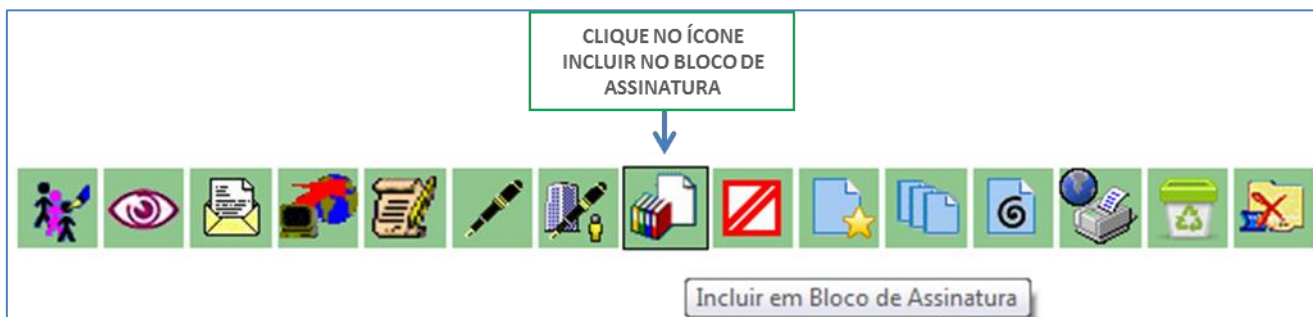 CLIQUE NO ÍCONE
INCLUIR NO BLOCO DE
ASSINATURA
Incluir em Bloco de Assinatura